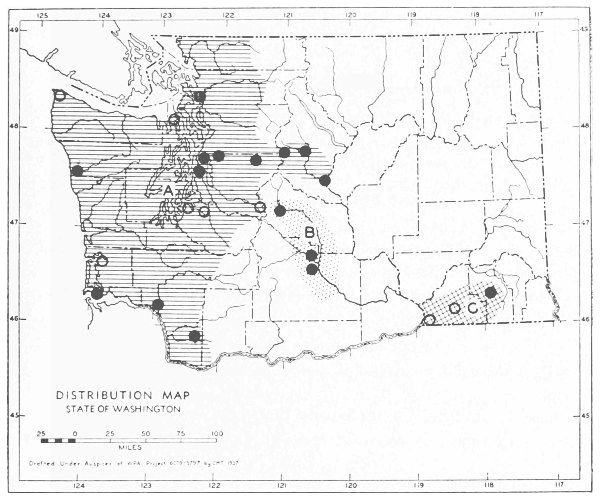 125 124 123 122 121 120 119 118 117
49
48 48
47 47
46 46
45 45
A
B
C
DISTRIBUTION MAP
STATE OF WASHINGTON
25 0 25 50 75 100
MILES
Drafted Under Auspices of WPA Project
124 123 122 121 120 119 118 117